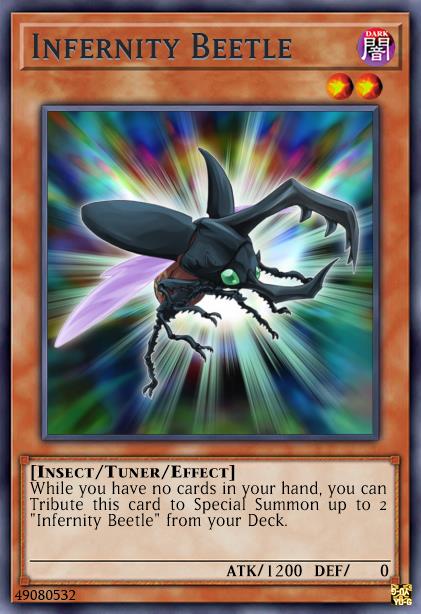 INFERNITY BEETLE
DARK
闇
[INSECT/TUNER/EFFECT]
While you have no cards in your hand, you can
Tribute this card to Special Summon up to 2
"Infernity Beetle" from your Deck.
ATK/1200 DEF/ 0
49080532